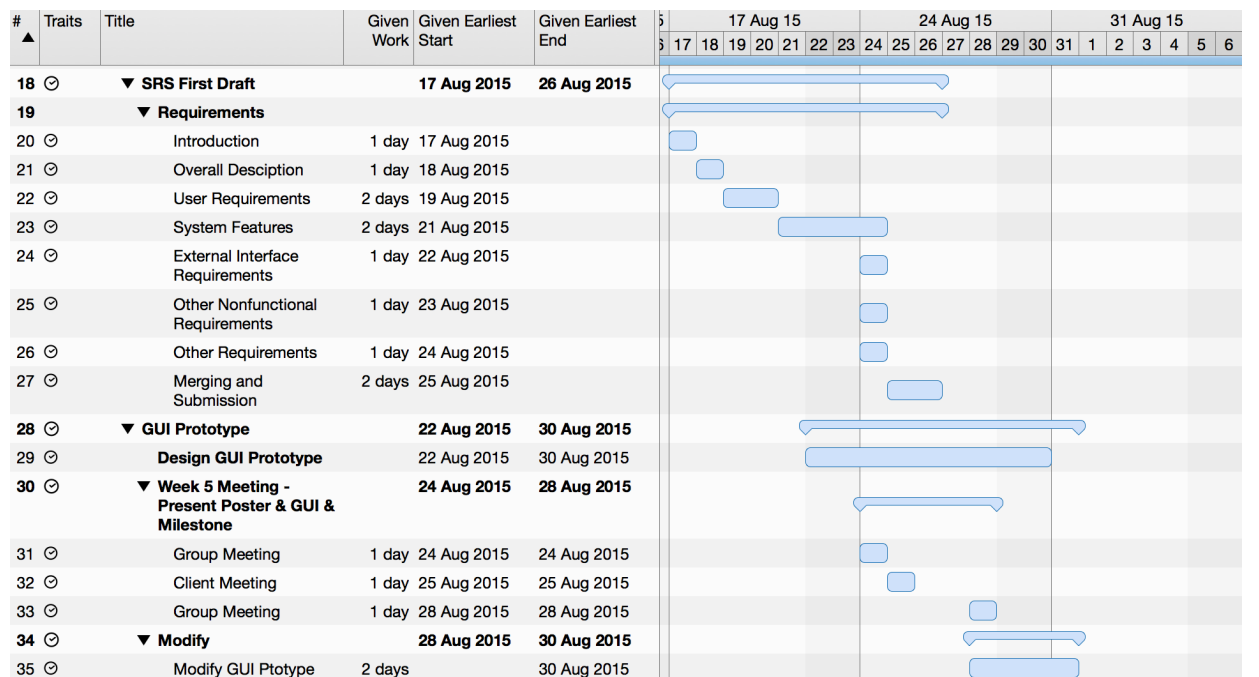 # Traits Title Given Work Given Earliest Start Given Earliest End 5 17 Aug 15 24 Aug 15 31 Aug 15
6 17 18 19 20 21 22 23 24 25 26 27 28 29 30 31 1 2 3 4 5 6
18 SRS First Draft 17 Aug 2015 26 Aug 2015
19 Requirements
20 Introduction 1 day 17 Aug 2015
21 Overall Desciption 1 day 18 Aug 2015
22 User Requirements 2 days 19 Aug 2015
23 System Features 2 days 21 Aug 2015
24 External Interface 1 day 22 Aug 2015
Requirements
25 Other Nonfunctional 1 day 23 Aug 2015
Requirements
26 Other Requirements 1 day 24 Aug 2015
27 Merging and 2 days 25 Aug 2015
Submission
28 GUI Prototype 22 Aug 2015 30 Aug 2015
29 Design GUI Prototype 22 Aug 2015 30 Aug 2015
30 Week 5 Meeting - 24 Aug 2015 28 Aug 2015
Present Poster & GUI &
Milestone
31 Group Meeting 1 day 24 Aug 2015 24 Aug 2015
32 Client Meeting 1 day 25 Aug 2015 25 Aug 2015
33 Group Meeting 1 day 28 Aug 2015 28 Aug 2015
34 Modify 28 Aug 2015 30 Aug 2015
35 Modify GUI Ptotype 2 days 30 Aug 2015